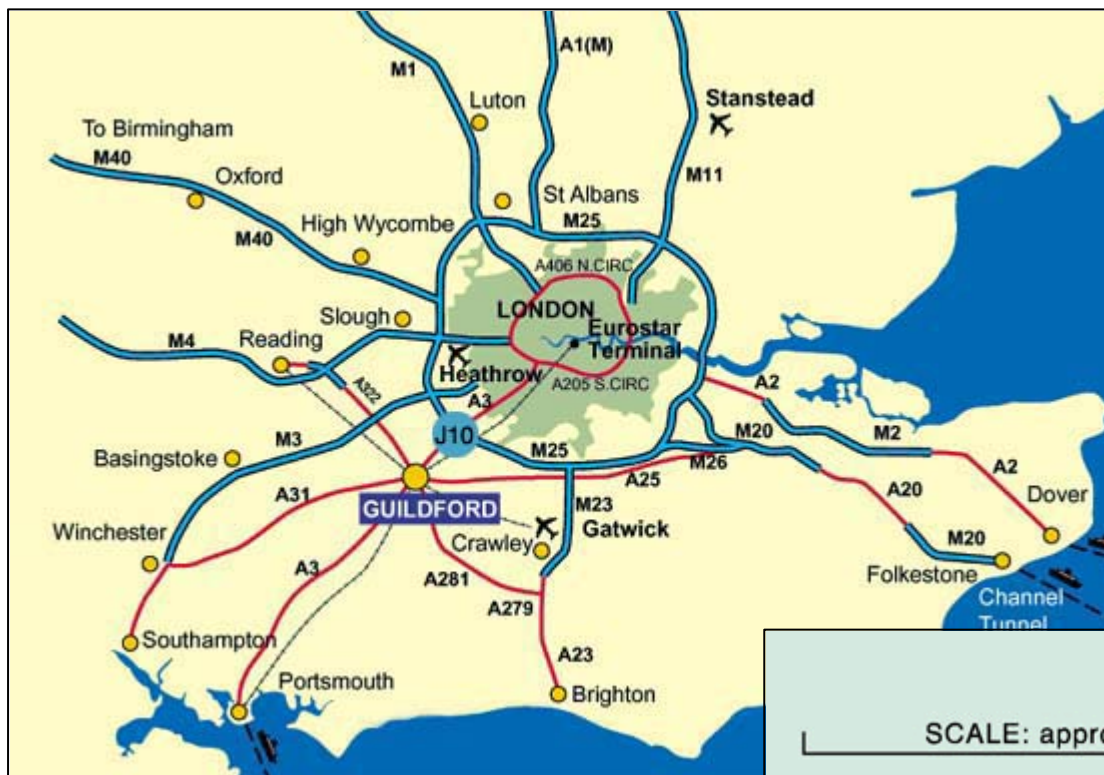 A1(M)
M1
Luton
Stanstead
To Birmingham
M40
Oxford
M11
St Albans
High Wycombe
M25
M40
A406 N.CIRC
LONDON
Slough
Eurostar
Terminal
Reading
M4
Heathrow
A205 S.CIRC
A2
A322
A3
J10
M3
M2
M25
M20
M26
Basingstoke
A25
A2
A31
M23
A20
GUILDFORD
Dover
Winchester
Gatwick
Crawley
M20
A3
A281
Folkestone
A279
Channel
Tunnel
Southampton
A23
Portsmouth
Brighton
SCALE: